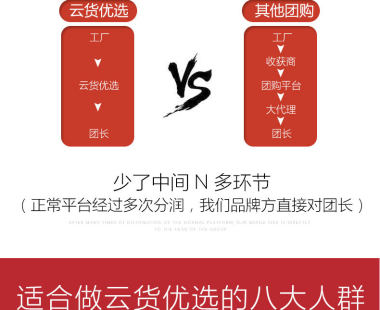 云货优选
VS
其他团购
工厂
云货优选
团长
工厂
收获商
团购平台
大代理
团长
少了中间 N 多环节
（正常平台经过多次分润，我们品牌方直接对团长）
适合做云货优选的八大人群